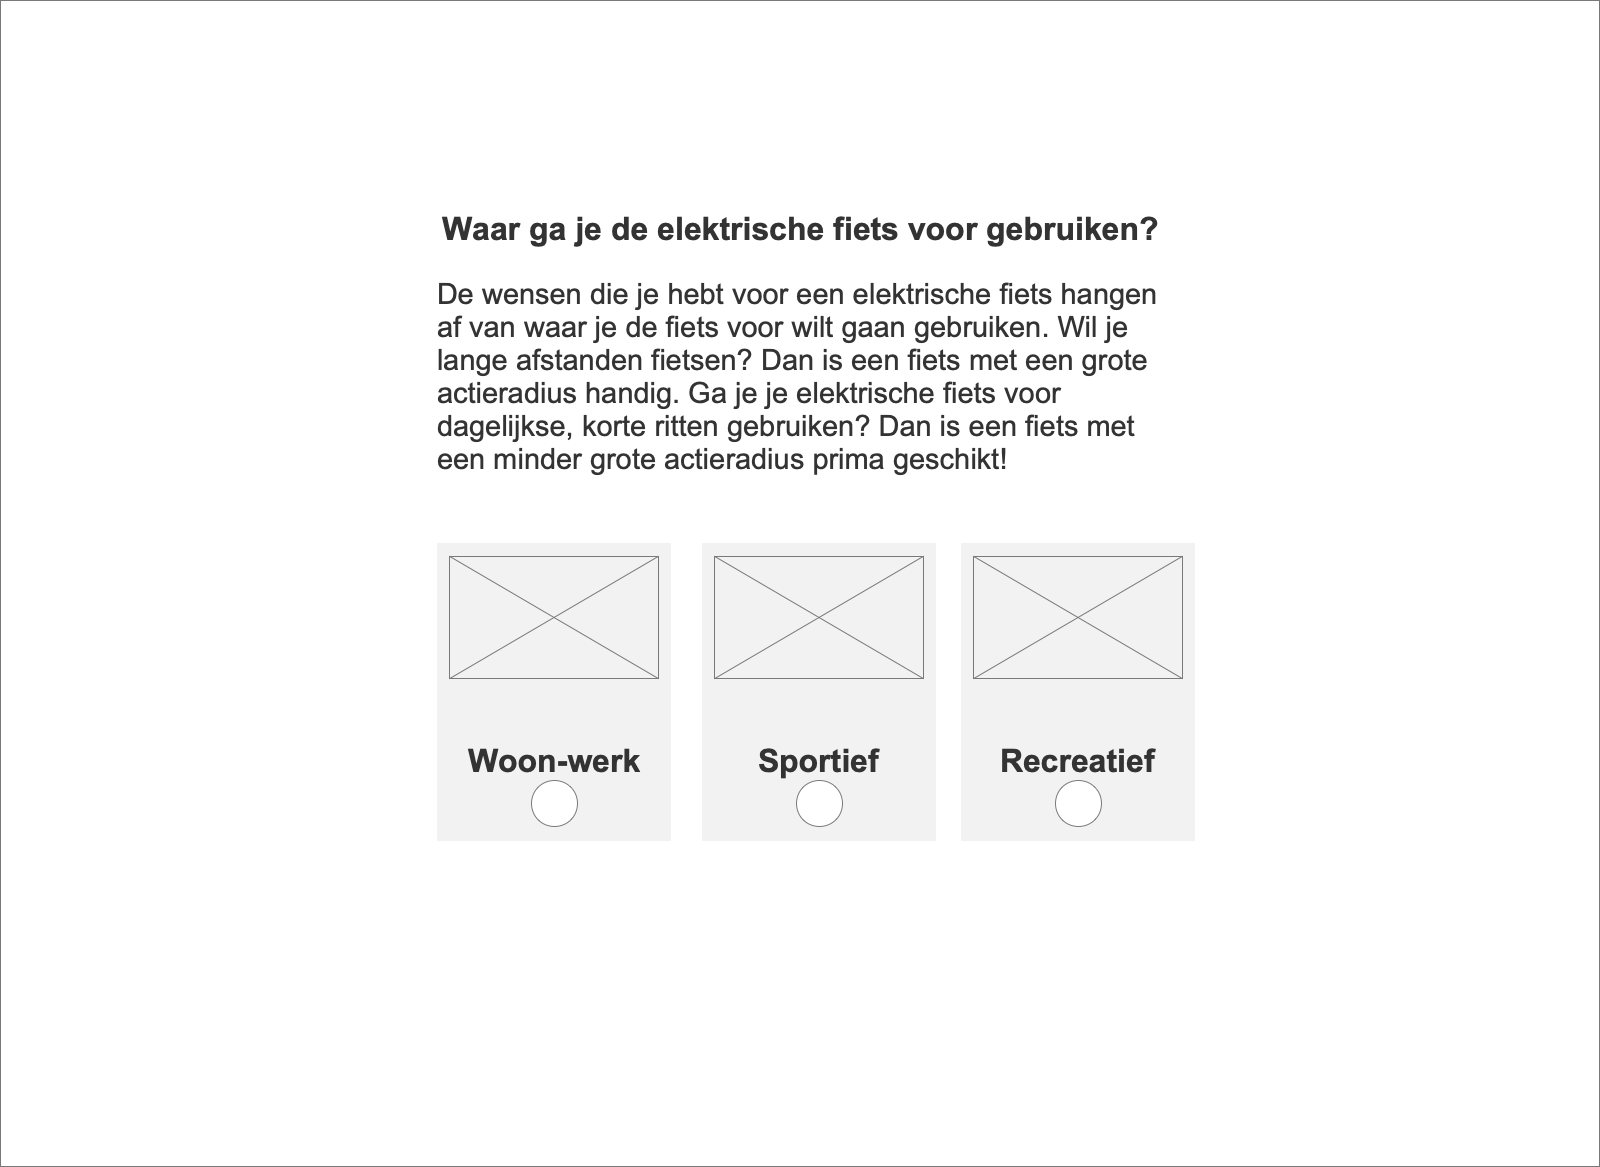 Waar ga je de elektrische fiets voor gebruiken?
De wensen die je hebt voor een elektrische fiets hangen
af van waar je de fiets voor wilt gaan gebruiken. Wil je
lange afstanden fietsen? Dan is een fiets met een grote
actieradius handig. Ga je je elektrische fiets voor
dagelijkse, korte ritten gebruiken? Dan is een fiets met
een minder grote actieradius prima geschikt!
Woon-werk
Sportief
Recreatief